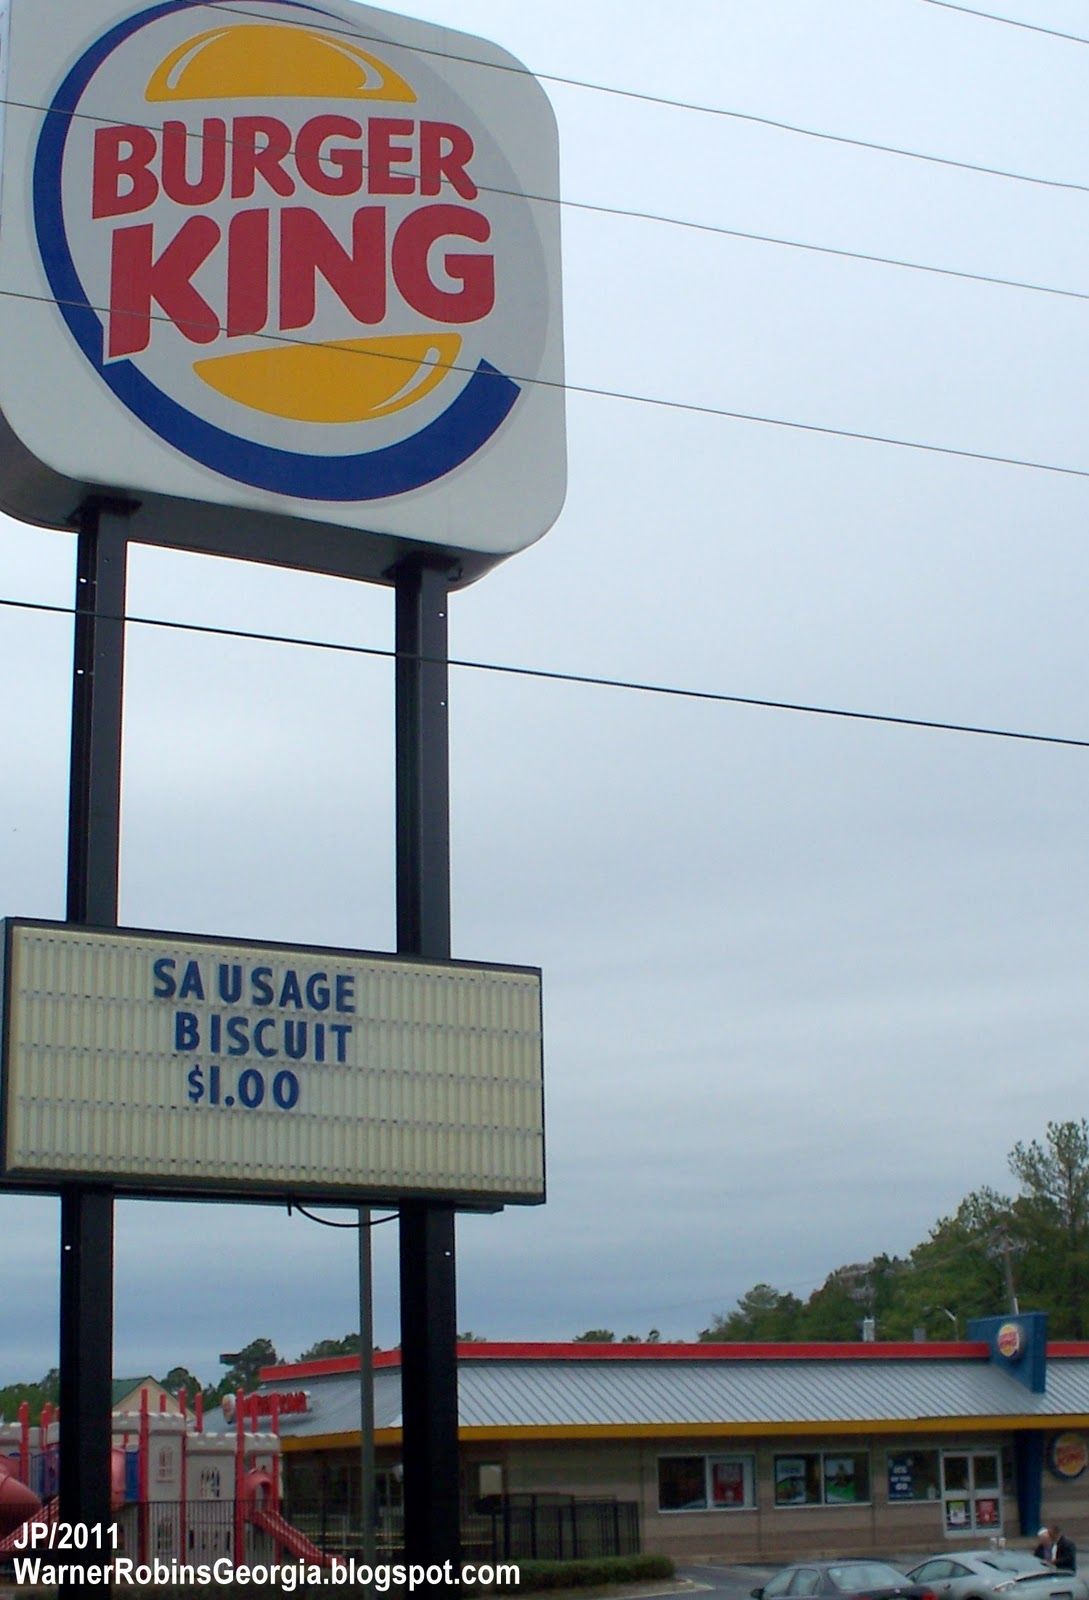 BURGER
KING
SAUSAGE
BISCUIT
$1.00
JP/2011
WarnerRobinsGeorgia.blogspot.com